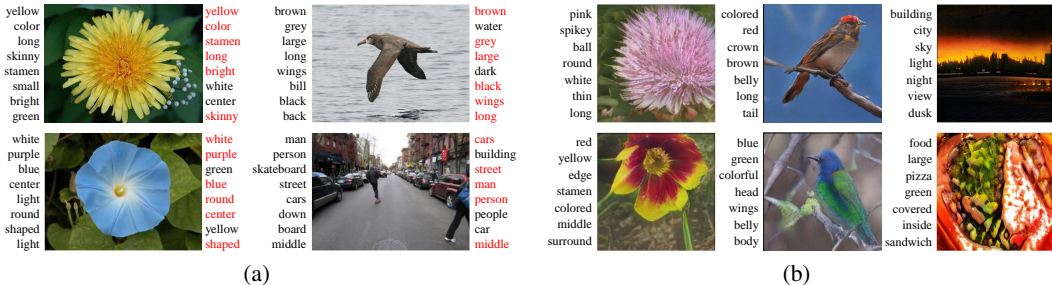 yellow
color
long
skinny
stamen
small
bright
green
yellow
color
stamen
long
bright
white
center
skinny
brown
grey
large
long
wings
bill
black
back
brown
water
grey
large
dark
black
wings
long
white
purple
blue
center
light
round
shaped
light
white
purple
green
blue
round
center
yellow
shaped
man
person
skateboard
street
cars
down
board
middle
cars
building
street
man
person
people
car
middle
(a)
pink
spikey
ball
round
white
thin
long
colored
red
crown
brown
belly
long
tail
building
city
sky
light
night
view
dusk
red
yellow
edge
stamen
colored
middle
surround
blue
green
colorful
head
wings
belly
body
food
large
pizza
green
covered
inside
sandwich
(b)